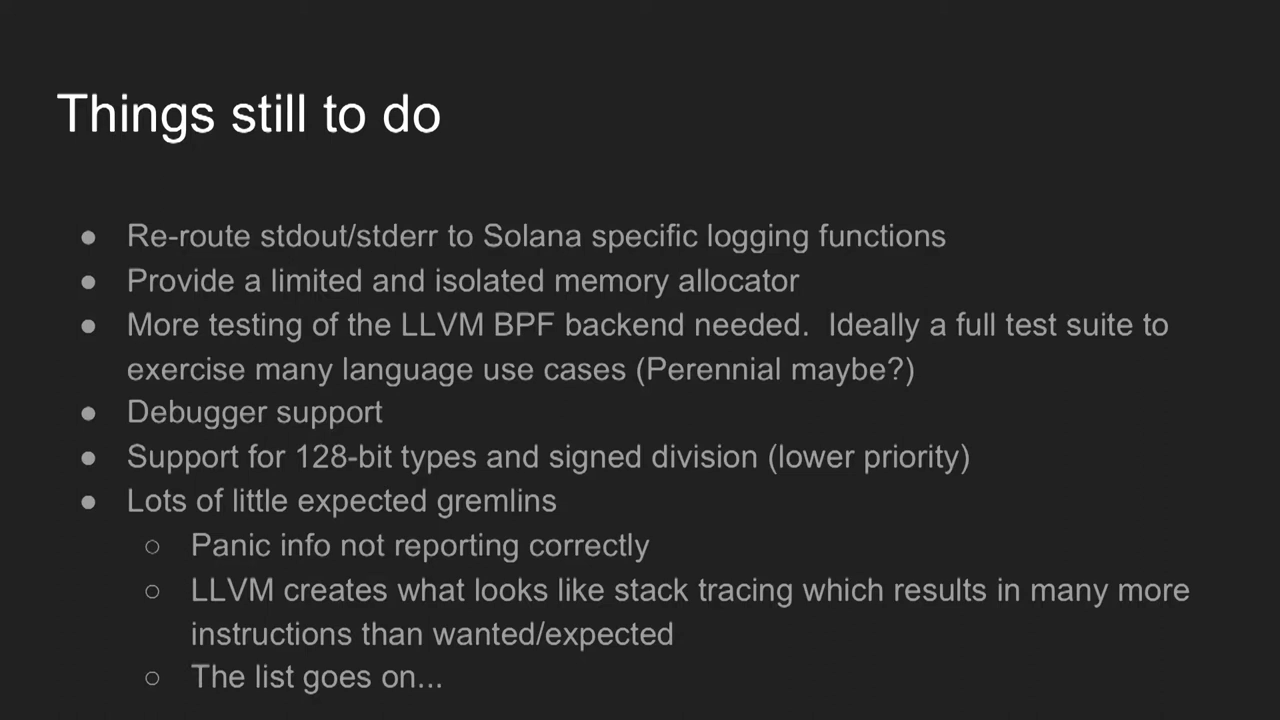 Things still to do
● Re-route stdout/stderr to Solana specific logging functions
● Provide a limited and isolated memory allocator
● More testing of the LLVM BPF backend needed.  Ideally a full test suite to
exercise many language use cases (Perennial maybe?)
● Debugger support
● Support for 128-bit types and signed division (lower priority)
● Lots of little expected gremlins
○ Panic info not reporting correctly
○ LLVM creates what looks like stack tracing which results in many more
instructions than wanted/expected
○ The list goes on...